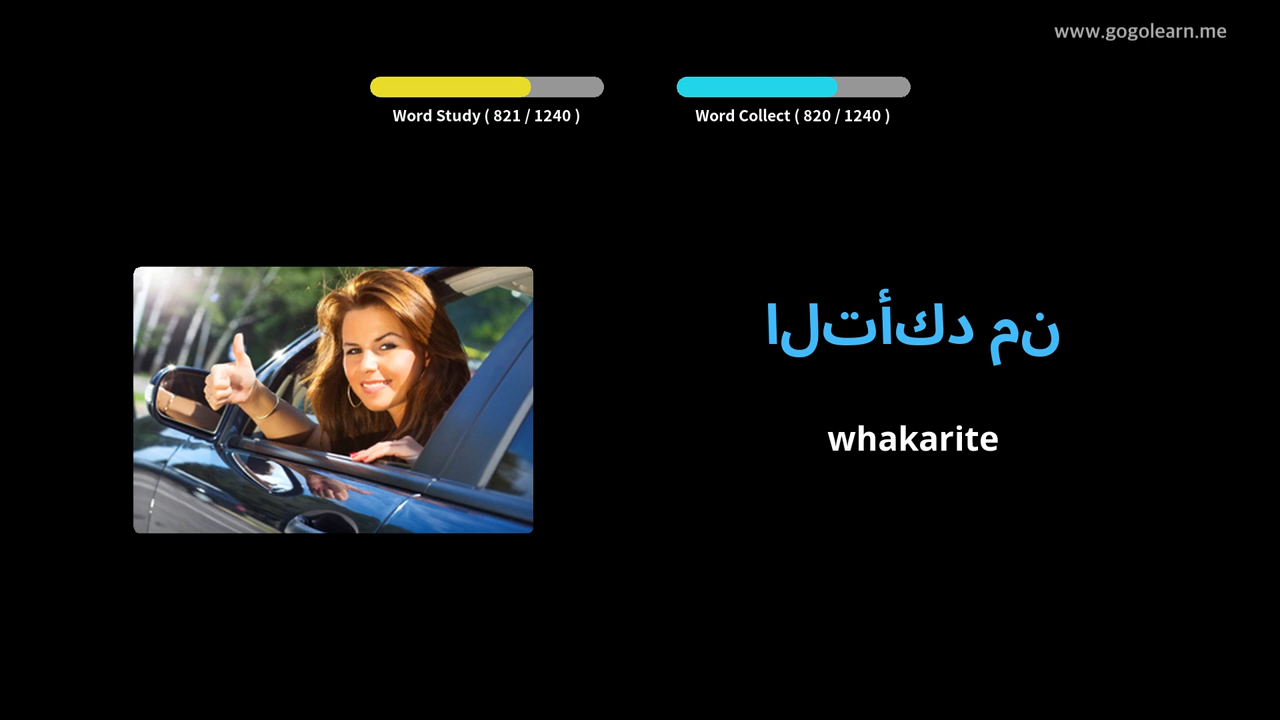 www.gogolearn.me
Word Study ( 821 / 1240 )
Word Collect ( 820 / 1240 )
التأكد من
whakarite